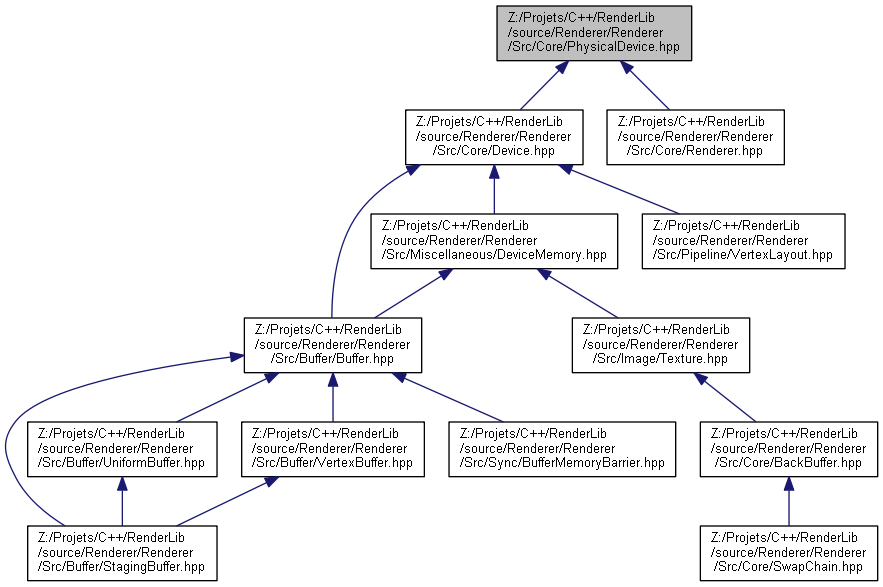 Z:/Projets/C++/RenderLib
/source/Renderer/Renderer
/Src/Core/PhysicalDevice.hpp
Z:/Projets/C++/RenderLib
/source/Renderer/Renderer
/Src/Core/Device.hpp
Z:/Projets/C++/RenderLib
/source/Renderer/Renderer
/Src/Core/Renderer.hpp
Z:/Projets/C++/RenderLib
/source/Renderer/Renderer
/Src/Miscellaneous/DeviceMemory.hpp
Z:/Projets/C++/RenderLib
/source/Renderer/Renderer
/Src/Pipeline/VertexLayout.hpp
Z:/Projets/C++/RenderLib
/source/Renderer/Renderer
/Src/Buffer/Buffer.hpp
Z:/Projets/C++/RenderLib
/source/Renderer/Renderer
/Src/Image/Texture.hpp
Z:/Projets/C++/RenderLib
/source/Renderer/Renderer
/Src/Buffer/UniformBuffer.hpp
Z:/Projets/C++/RenderLib
/source/Renderer/Renderer
/Src/Buffer/VertexBuffer.hpp
Z:/Projets/C++/RenderLib
/source/Renderer/Renderer
/Src/Sync/BufferMemoryBarrier.hpp
Z:/Projets/C++/RenderLib
/source/Renderer/Renderer
/Src/Core/BackBuffer.hpp
Z:/Projets/C++/RenderLib
/source/Renderer/Renderer
/Src/Buffer/StagingBuffer.hpp
Z:/Projets/C++/RenderLib
/source/Renderer/Renderer
/Src/Core/SwapChain.hpp